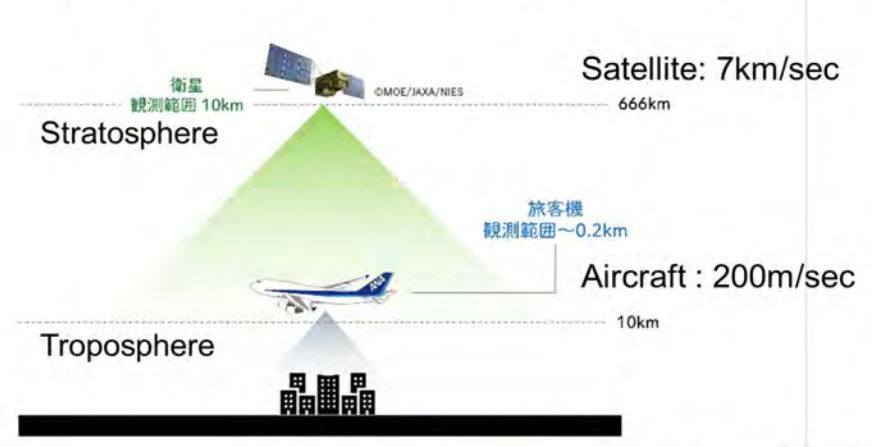 Satellite: 7km/sec
衛星
観測範囲 10km
©MOE/JAXA/NIES
666km
Stratosphere
旅客機
観測範囲~0.2km
Aircraft : 200m/sec
ANA
10km
Troposphere